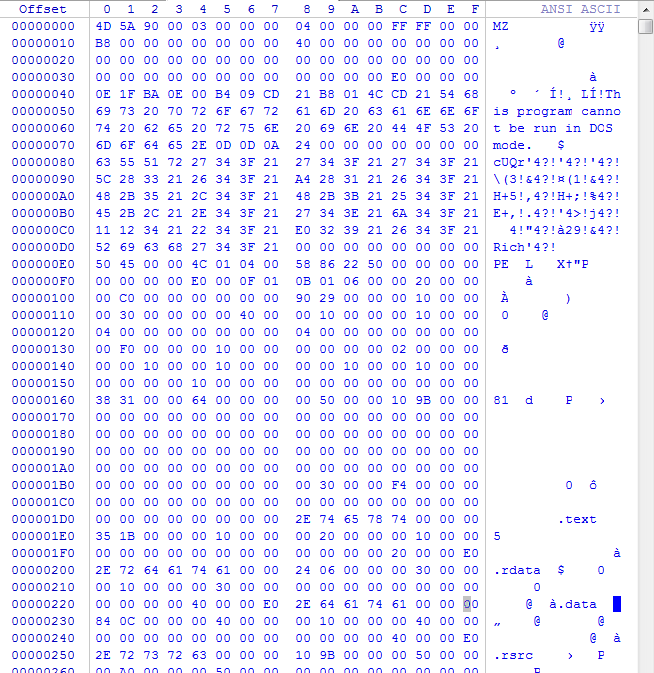 Offset 0 1 2 3 4 5 6 7 8 9 A B C D E F ANSI ASCII
00000000 4D 5A 90 00 03 00 00 00 04 00 00 00 FF FF 00 00 MZ ÿÿ
00000010 B8 00 00 00 00 00 00 00 40 00 00 00 00 00 00 00 ¸ @
00000020 00 00 00 00 00 00 00 00 00 00 00 00 00 00 00 00
00000030 00 00 00 00 00 00 00 00 00 00 00 00 E0 00 00 00 à
00000040 0E 1F BA 0E 00 B4 09 CD 21 B8 01 4C CD 21 54 68 º ´ Í!¸ LÍ!Th
00000050 69 73 20 70 72 6F 67 72 61 6D 20 63 61 6E 6E 6F is program canno
00000060 74 20 62 65 20 72 75 6E 20 69 6E 20 44 4F 53 20 t be run in DOS
00000070 6D 6F 64 65 2E 0D 0D 0A 24 00 00 00 00 00 00 00 mode. $
00000080 63 55 51 72 27 34 3F 21 27 34 3F 21 27 34 3F 21 cUQr'4?!'4?!'4?!
00000090 5C 28 33 21 26 34 3F 21 A4 28 31 21 26 34 3F 21 \(3!&4?!¤(1!&4?!
000000A0 48 2B 35 21 2C 34 3F 21 48 2B 3B 21 25 34 3F 21 H+5!,4?!H+;!%4?!
000000B0 45 2B 2C 21 2E 34 3F 21 27 34 3E 21 6A 34 3F 21 E+,!.4?!'4>!j4?!
000000C0 11 12 34 21 22 34 3F 21 E0 32 39 21 26 34 3F 21 4!"4?!à29!&4?!
000000D0 52 69 63 68 27 34 3F 21 00 00 00 00 00 00 00 00 Rich'4?!
000000E0 50 45 00 00 4C 01 04 00 58 86 22 50 00 00 00 00 PE L X†"P
000000F0 00 00 00 00 E0 00 0F 01 0B 01 06 00 00 20 00 00 à
00000100 00 C0 00 00 00 00 00 00 90 29 00 00 00 10 00 00 À )
00000110 00 30 00 00 00 00 40 00 00 10 00 00 00 10 00 00 0 @
00000120 04 00 00 00 00 00 00 00 04 00 00 00 00 00 00 00
00000130 00 F0 00 00 00 10 00 00 00 00 00 00 02 00 00 00 ð
00000140 00 00 10 00 00 10 00 00 00 00 10 00 00 10 00 00
00000150 00 00 00 00 10 00 00 00 00 00 00 00 00 00 00 00
00000160 38 31 00 00 64 00 00 00 00 50 00 00 10 9B 00 00 81 d P ›
00000170 00 00 00 00 00 00 00 00 00 00 00 00 00 00 00 00
00000180 00 00 00 00 00 00 00 00 00 00 00 00 00 00 00 00
00000190 00 00 00 00 00 00 00 00 00 00 00 00 00 00 00 00
000001A0 00 00 00 00 00 00 00 00 00 00 00 00 00 00 00 00
000001B0 00 00 00 00 00 00 00 00 00 30 00 00 F4 00 00 00 0 ô
000001C0 00 00 00 00 00 00 00 00 00 00 00 00 00 00 00 00
000001D0 00 00 00 00 00 00 00 00 2E 74 65 78 74 00 00 00 .text
000001E0 35 1B 00 00 00 10 00 00 00 20 00 00 00 10 00 00 5
000001F0 00 00 00 00 00 00 00 00 00 00 00 00 20 00 00 E0 à
00000200 2E 72 64 61 74 61 00 00 24 06 00 00 00 30 00 00 .rdata $ 0
00000210 00 10 00 00 00 30 00 00 00 00 00 00 00 00 00 00 0
00000220 00 00 00 00 40 00 00 E0 2E 64 61 74 61 00 00 00 @ à.data
00000230 84 0C 00 00 00 40 00 00 00 10 00 00 00 40 00 00 „ @ @
00000240 00 00 00 00 00 00 00 00 00 00 00 00 40 00 00 E0 @ à
00000250 2E 72 73 72 63 00 00 00 10 9B 00 00 00 50 00 00 .rsrc › P
00000260 00 A0 00 00 00 50 00 00 00 00 00 00 00 00 00 00 P